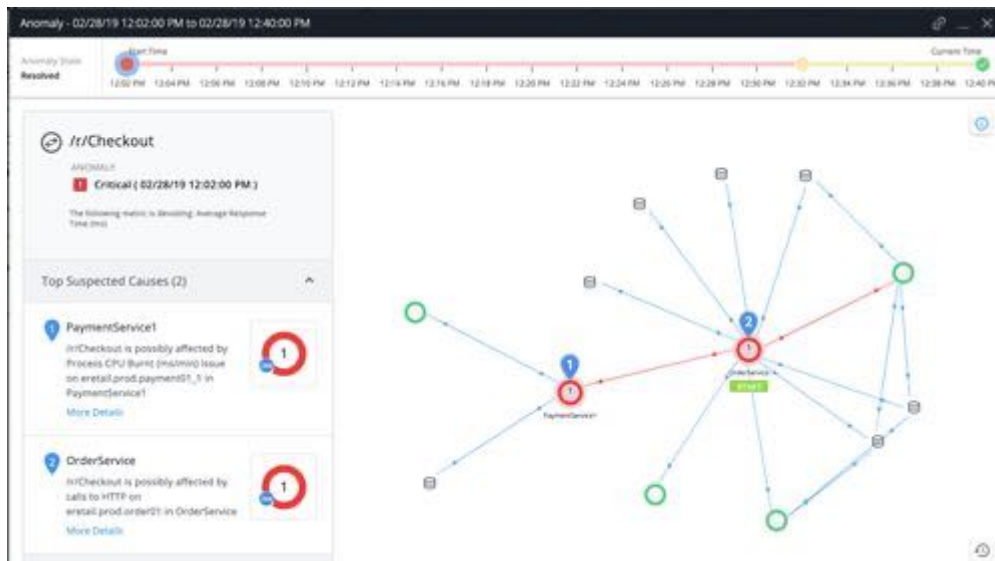 Anomaly - 02/28/19 12:02:00 PM to 02/28/19 12:40:00 PM
Anomaly State
Resolved
Start Time
Current Time
12:02 PM 12:04 PM 12:06 PM 12:08 PM 12:10 PM 12:12 PM 12:14 PM 12:16 PM 12:18 PM 12:20 PM 12:22 PM 12:24 PM 12:26 PM 12:28 PM 12:30 PM 12:32 PM 12:34 PM 12:36 PM 12:38 PM 12:40 PM
/r/Checkout
ANOMALY
Critical ( 02/28/19 12:02:00 PM )
The following metric is deviating: Average Response
Time (ms)
Top Suspected Causes (2)
1 PaymentService1
/r/Checkout is possibly affected by
Process CPU Burnt (ms/min) issue
on eretail.prod.payment01_1 in
PaymentService1
More Details
1
2 OrderService
/r/Checkout is possibly affected by
calls to HTTP on
eretail.prod.order01 in OrderService
More Details
1
2
1
OrderService
START
1
1
PaymentService1